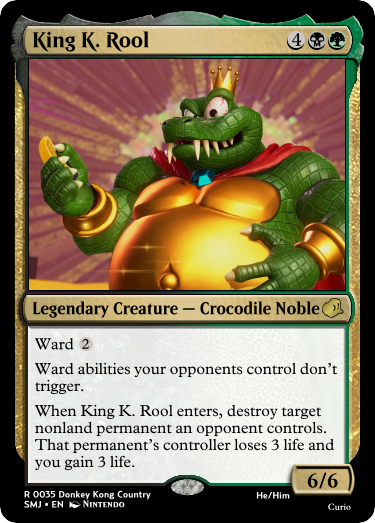 King K. Rool 4
Legendary Creature — Crocodile Noble
Ward 2
Ward abilities your opponents control don't
trigger.
When King K. Rool enters, destroy target
nonland permanent an opponent controls.
That permanent's controller loses 3 life and
you gain 3 life.
6/6
R 0035 Donkey Kong Country
He/Him
SMJ • EN NINTENDO
Curio